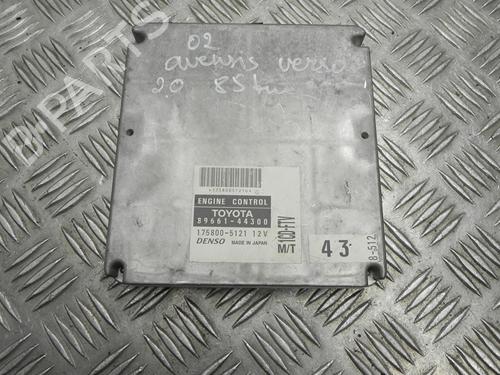 02
avensis verso
2.0 85kw
*175800512104*
ENGINE CONTROL
TOYOTA
89661-44300
175800-5121 12V
DENSO MADE IN JAPAN
1CD-FTV
M/T
43
8-512
B-PARTS